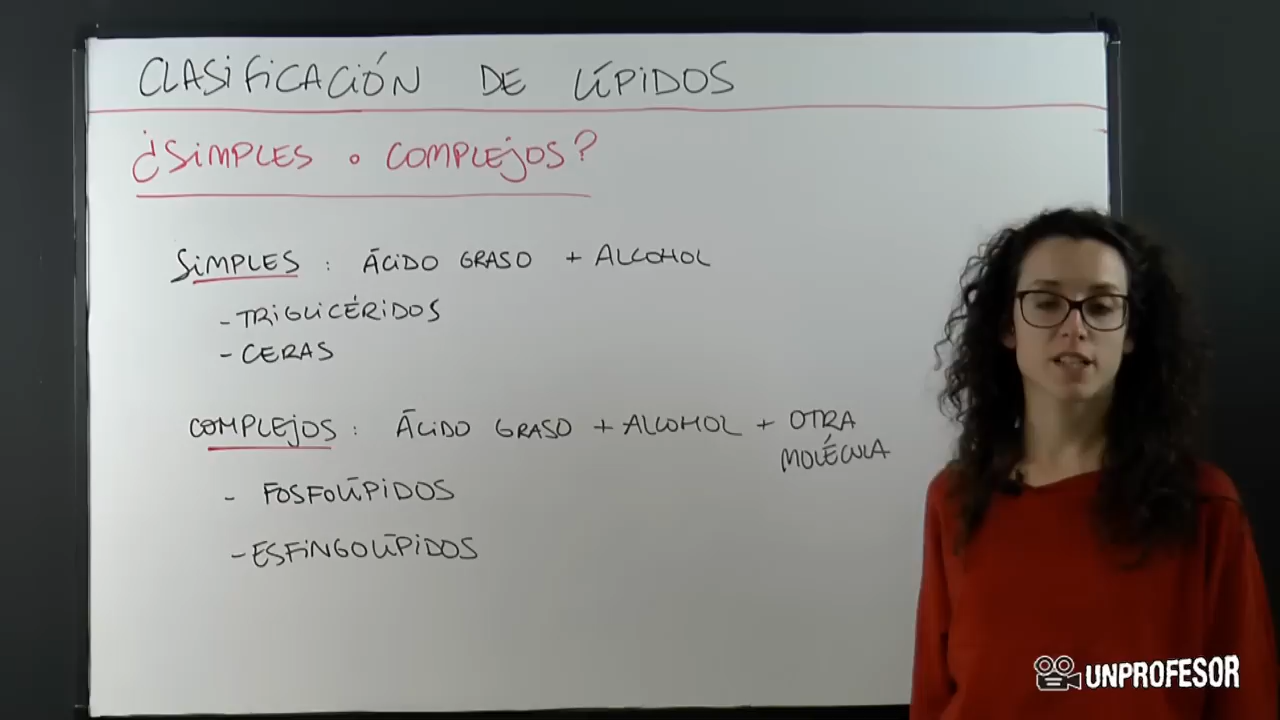 CLASIFICACIÓN DE LÍPIDOS
¿SIMPLES O COMPLEJOS?
SIMPLES : ÁCIDO GRASO + ALCOHOL
- TRIGLICÉRIDOS
- CERAS
COMPLEJOS : ÁCIDO GRASO + ALCOHOL + OTRA
MOLÉCULA
- FOSFOLÍPIDOS
- ESFINGOLÍPIDOS
UNPROFESOR